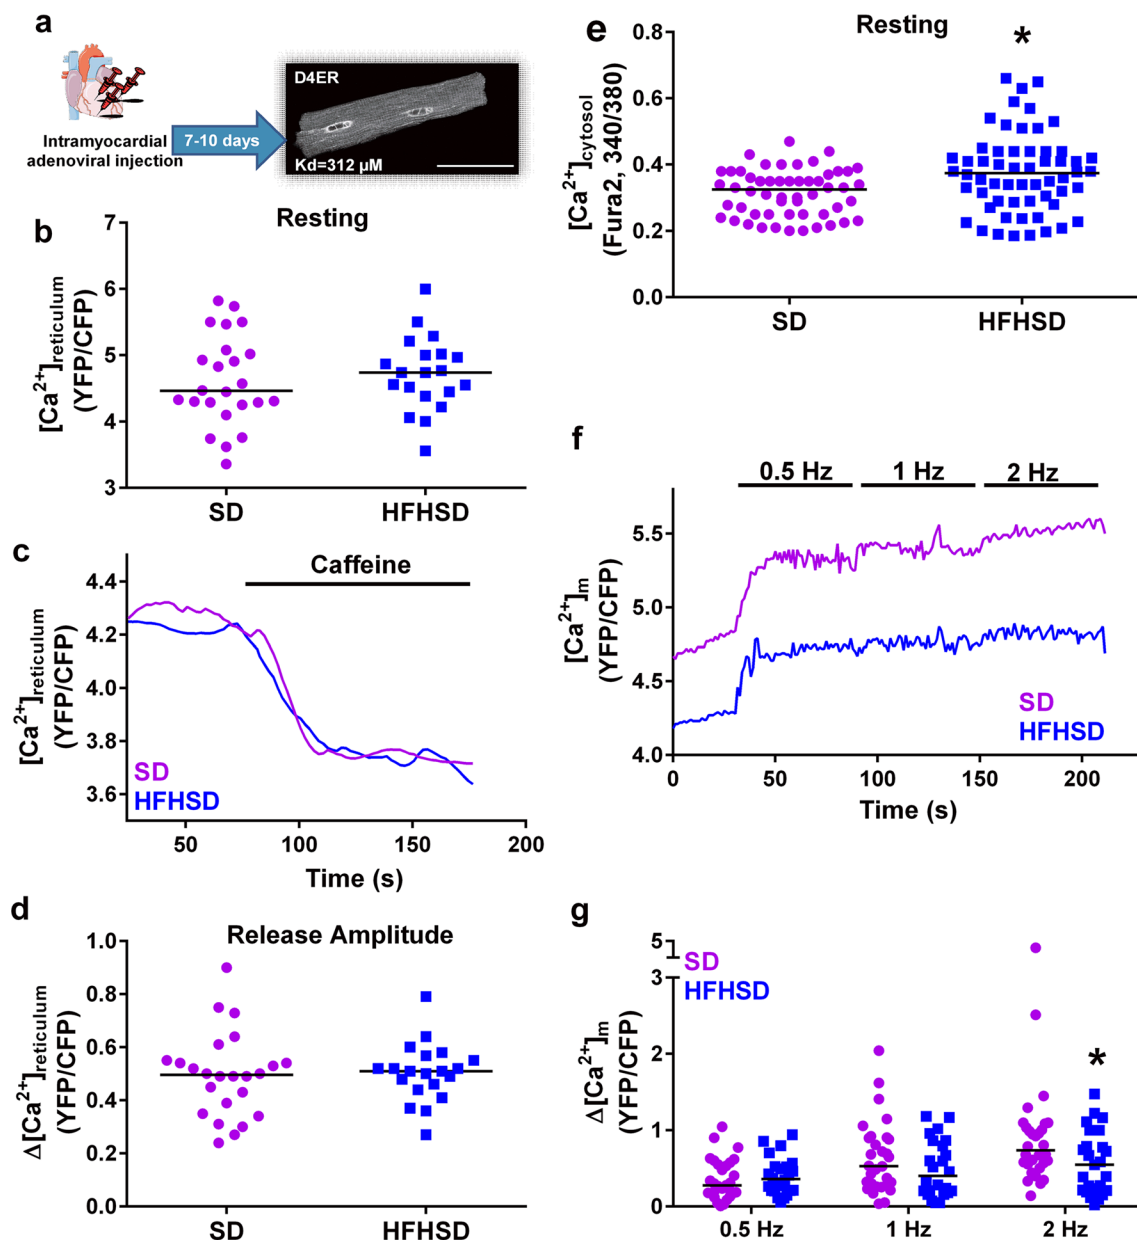 a
D4ER
Intramyocardial
adenoviral injection
7-10 days
Kd=312 µM
b
Resting
[Ca2+]reticulum
(YFP/CFP)
7
6
5
4
3
SD
HFHSD
c
Caffeine
[Ca2+]reticulum
(YFP/CFP)
4.4
4.2
4.0
3.8
3.6
SD
HFHSD
50
100
150
200
Time (s)
d
Release Amplitude
Δ[Ca2+]reticulum
(YFP/CFP)
1.0
0.8
0.6
0.4
0.2
0.0
SD
HFHSD
e
Resting
*
[Ca2+]cytosol
(Fura2, 340/380)
0.8
0.6
0.4
0.2
0.0
SD
HFHSD
f
0.5 Hz
1 Hz
2 Hz
[Ca2+]m
(YFP/CFP)
5.5
5.0
4.5
4.0
SD
HFHSD
0
50
100
150
200
Time (s)
g
SD
HFHSD
Δ[Ca2+]m
(YFP/CFP)
5
3
2
1
0
*
0.5 Hz
1 Hz
2 Hz